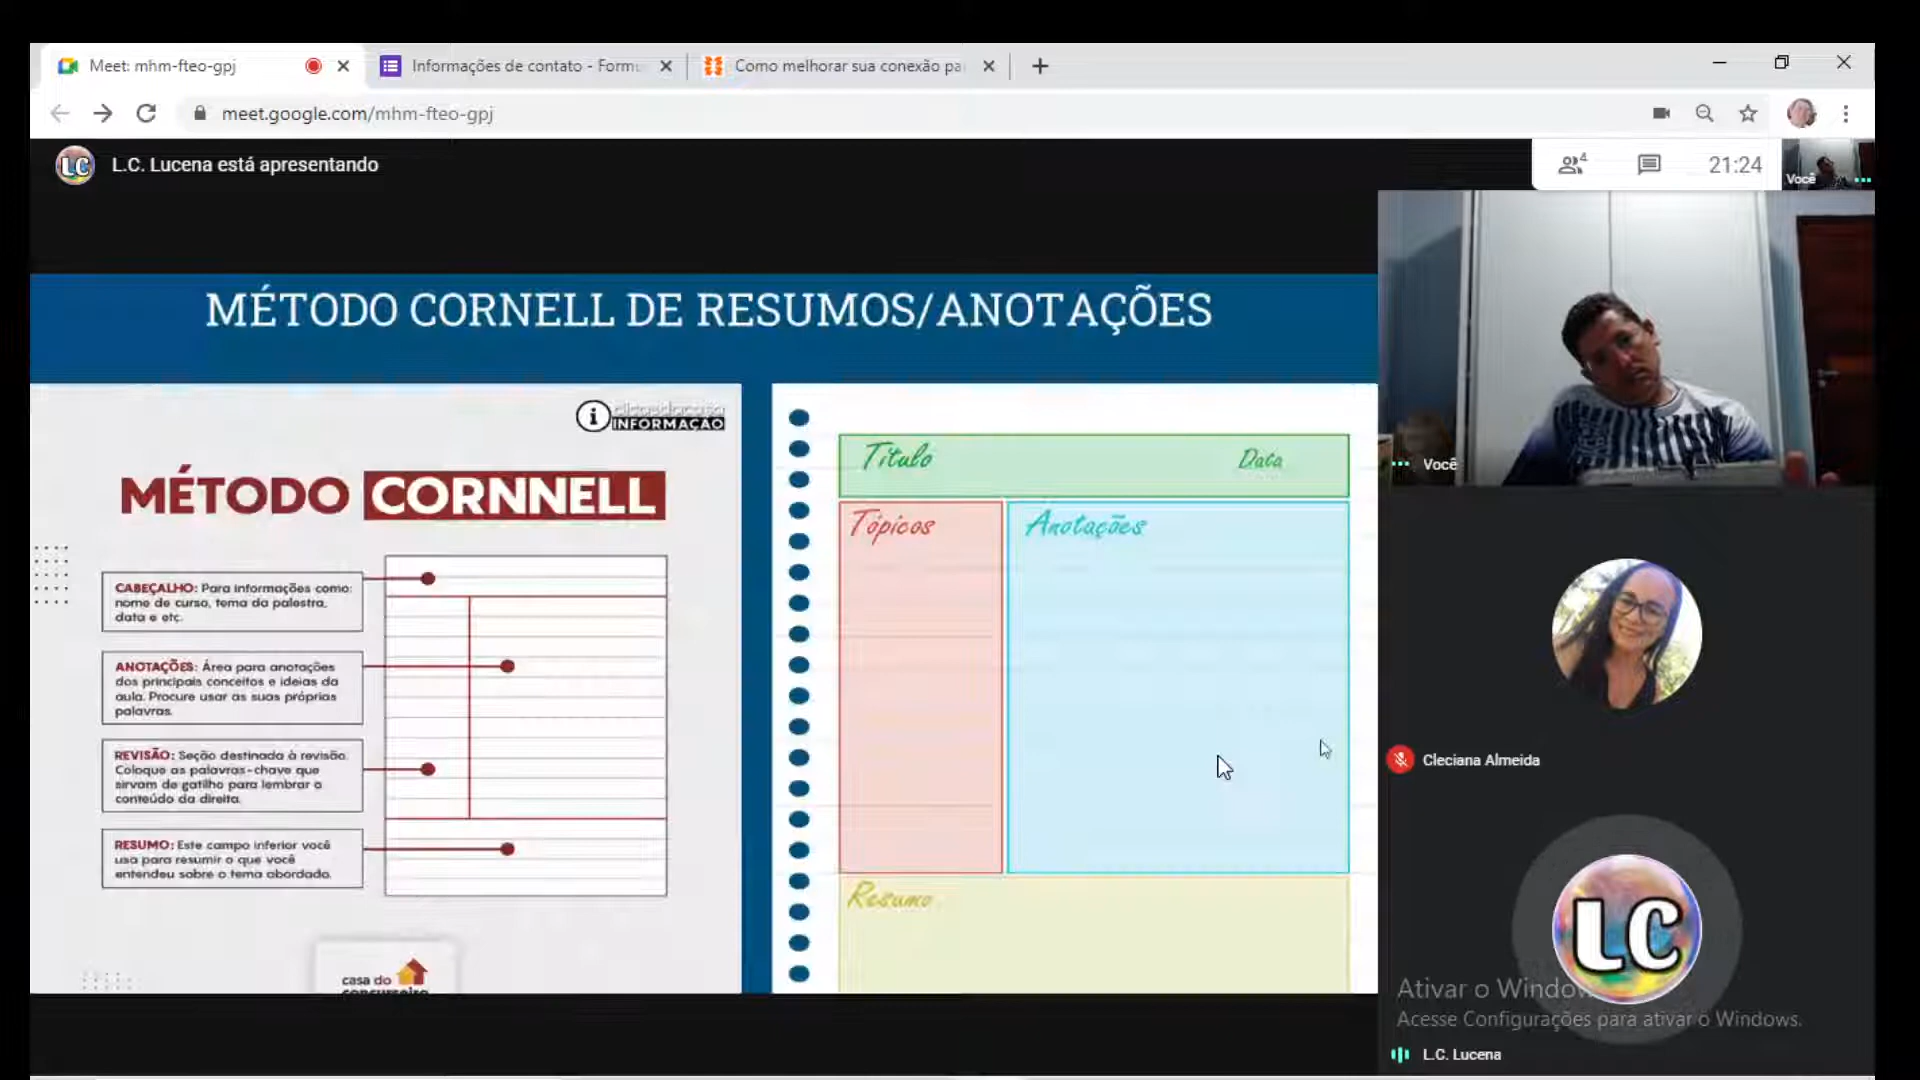 Meet: mhm-fteo-gpj
Informações de contato - Formu
Como melhorar sua conexão pa
meet.google.com/mhm-fteo-gpj
L.C. Lucena está apresentando
4
21:24
Você
MÉTODO CORNELL DE RESUMOS/ANOTAÇÕES
i
INFORMAÇÃO
MÉTODO CORNNELL
CABEÇALHO: Para informações como:
nome de curso, tema da palestra,
data e etc.
ANOTAÇÕES: Área para anotações
dos principais conceitos e ideias da
aula. Procure usar as suas próprias
palavras.
REVISÃO: Seção destinada à revisão.
Coloque as palavras-chave que
sirvam de gatilho para lembrar o
conteúdo da direita.
RESUMO: Este campo inferior você
usa para resumir o que você
entendeu sobre o tema abordado.
casa do
concurseiro
Título
Data
Tópicos
Anotações
Resumo
Você
Cleciana Almeida
LC
Ativar o Window
Acesse Configurações para ativar o Windows.
L.C. Lucena